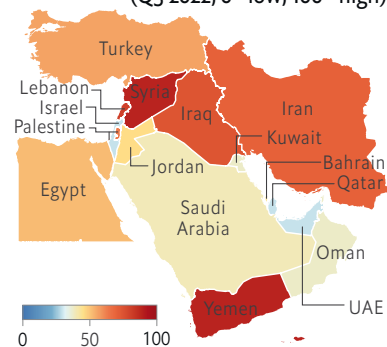 (Q3 2022, 0=low, 100=high)
Turkey
Lebanon
Syria
Israel
Iraq
Iran
Palestine
Kuwait
Jordan
Bahrain
Qatar
Egypt
Saudi
Arabia
Oman
Yemen
UAE
0 50 100